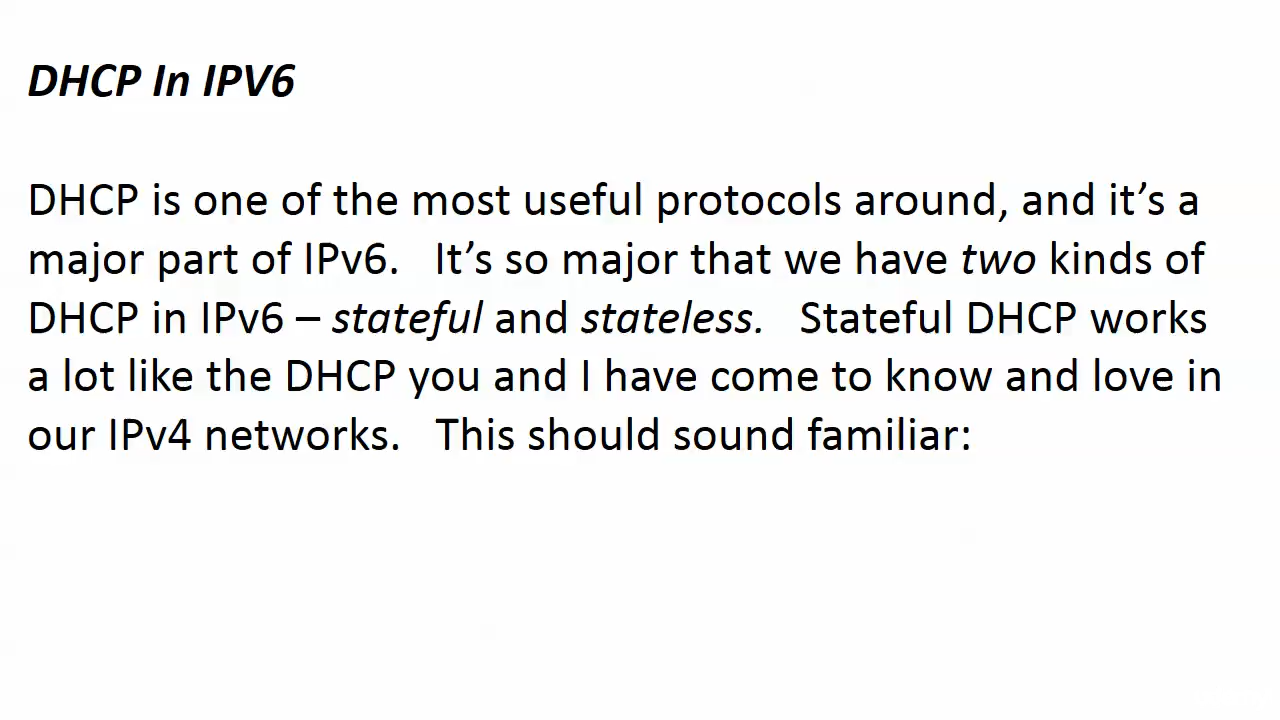 DHCP In IPV6
DHCP is one of the most useful protocols around, and it's a
major part of IPv6. It's so major that we have two kinds of
DHCP in IPv6 – stateful and stateless. Stateful DHCP works
a lot like the DHCP you and I have come to know and love in
our IPv4 networks. This should sound familiar: